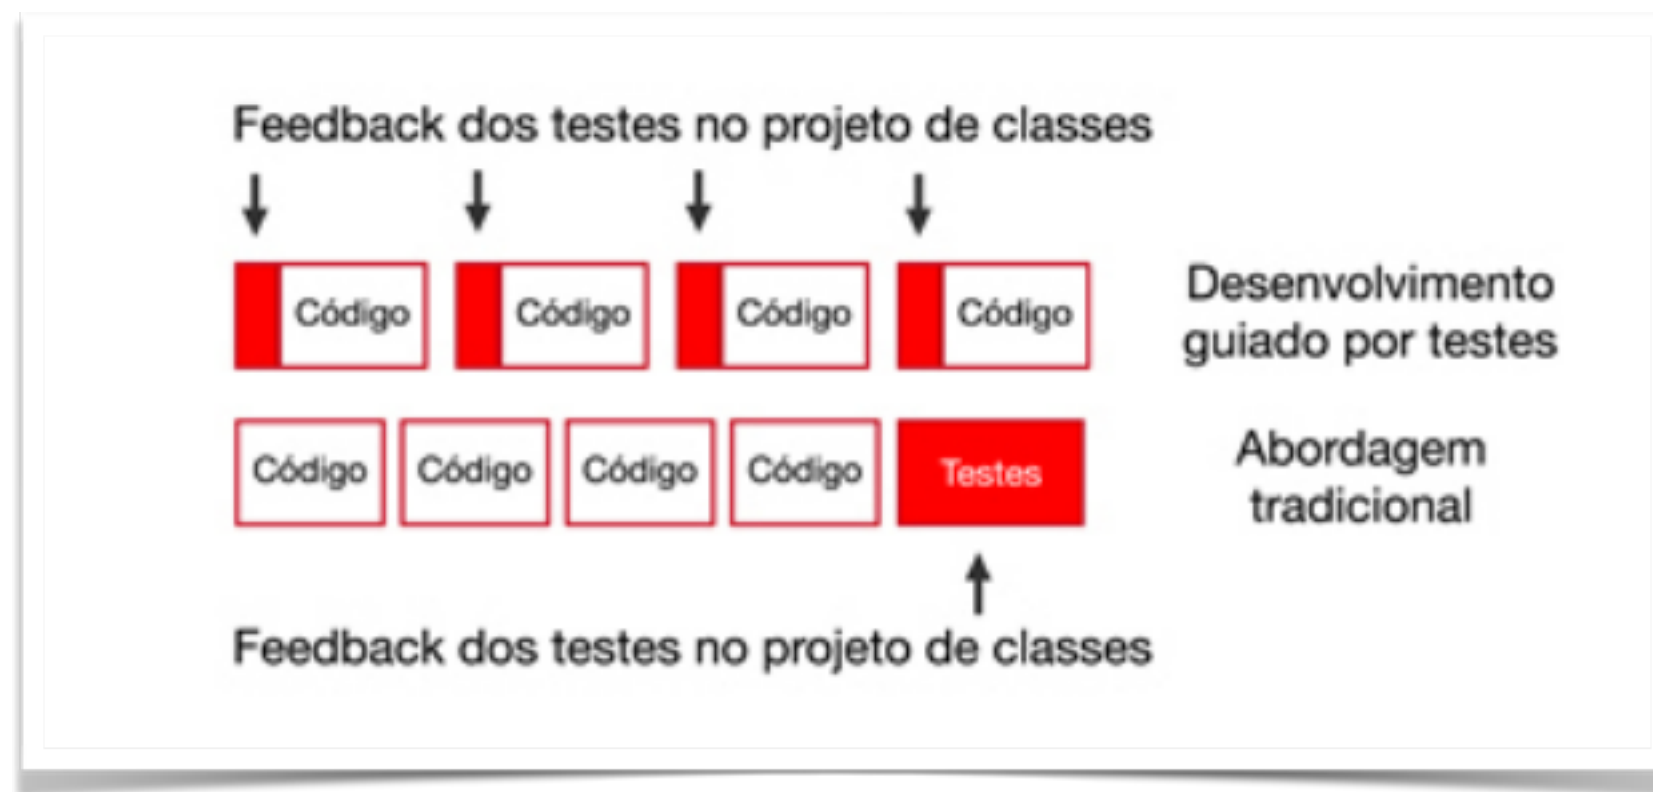 Feedback dos testes no projeto de classes
Código Código Código Código
Desenvolvimento
guiado por testes
Código Código Código Código Testes
Abordagem
tradicional
Feedback dos testes no projeto de classes